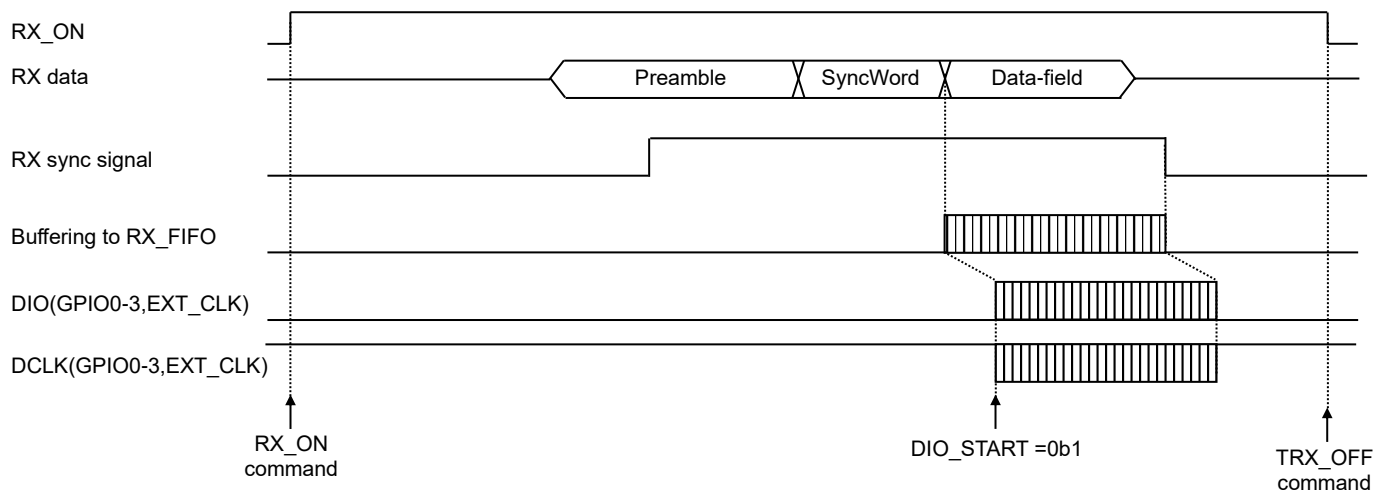 RX_ON
RX data
Preamble
SyncWord
Data-field
RX sync signal
Buffering to RX_FIFO
DIO(GPIO0-3,EXT_CLK)
DCLK(GPIO0-3,EXT_CLK)
RX_ON
command
DIO_START =0b1
TRX_OFF
command